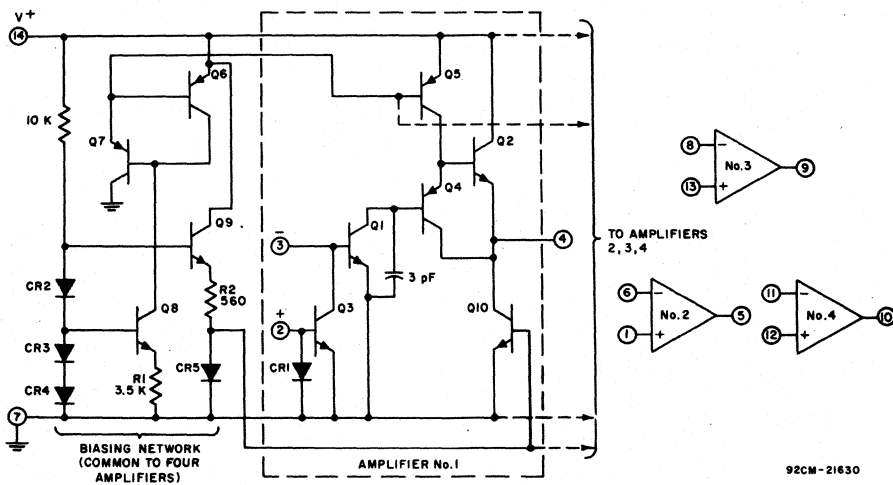 V+
14
10 K
Q6
Q7
Q9
CR2
Q8
R2
560
CR3
R1
3.5 K
CR5
CR4
7
BIASING NETWORK
(COMMON TO FOUR
AMPLIFIERS)
Q5
Q2
Q4
Q1
−
3
3 pF
4
+
2
Q3
Q10
CR1
AMPLIFIER No.1
TO AMPLIFIERS
2, 3, 4
8
−
No.3
9
13
+
6
−
No.2
5
1
+
11
−
No.4
10
12
+
92CM-21630